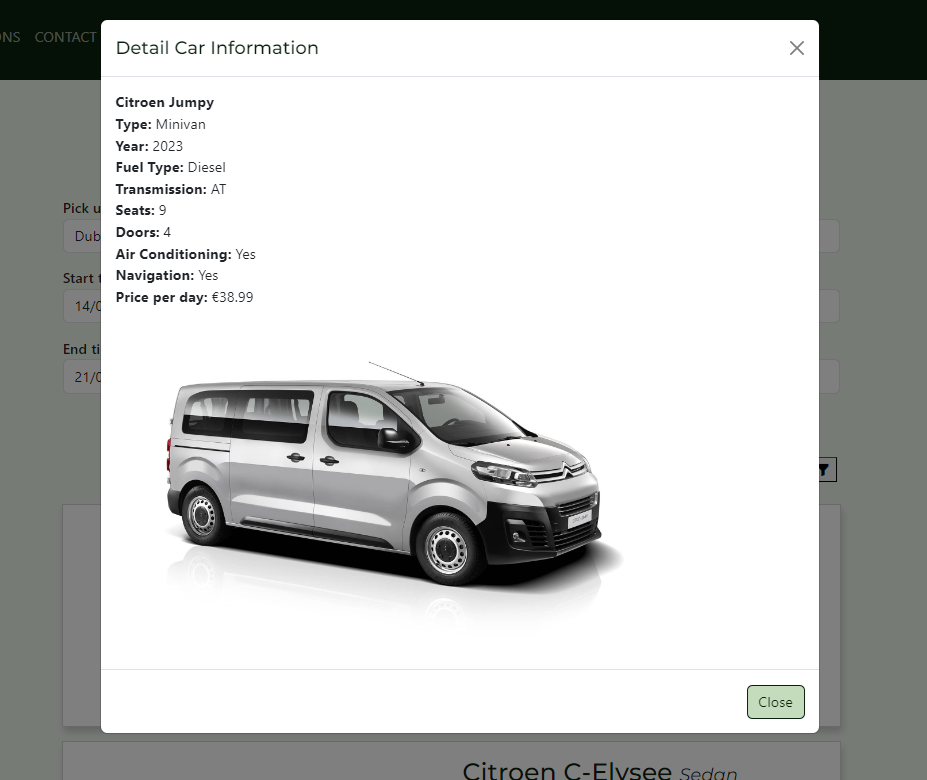 CONTACT
Detail Car Information
Citroen Jumpy
Type: Minivan
Year: 2023
Fuel Type: Diesel
Transmission: AT
Seats: 9
Doors: 4
Air Conditioning: Yes
Navigation: Yes
Price per day: €38.99
Pick u
Dub
Start t
14/0
End ti
21/0
Close
Citroen C-Elysee Sedan